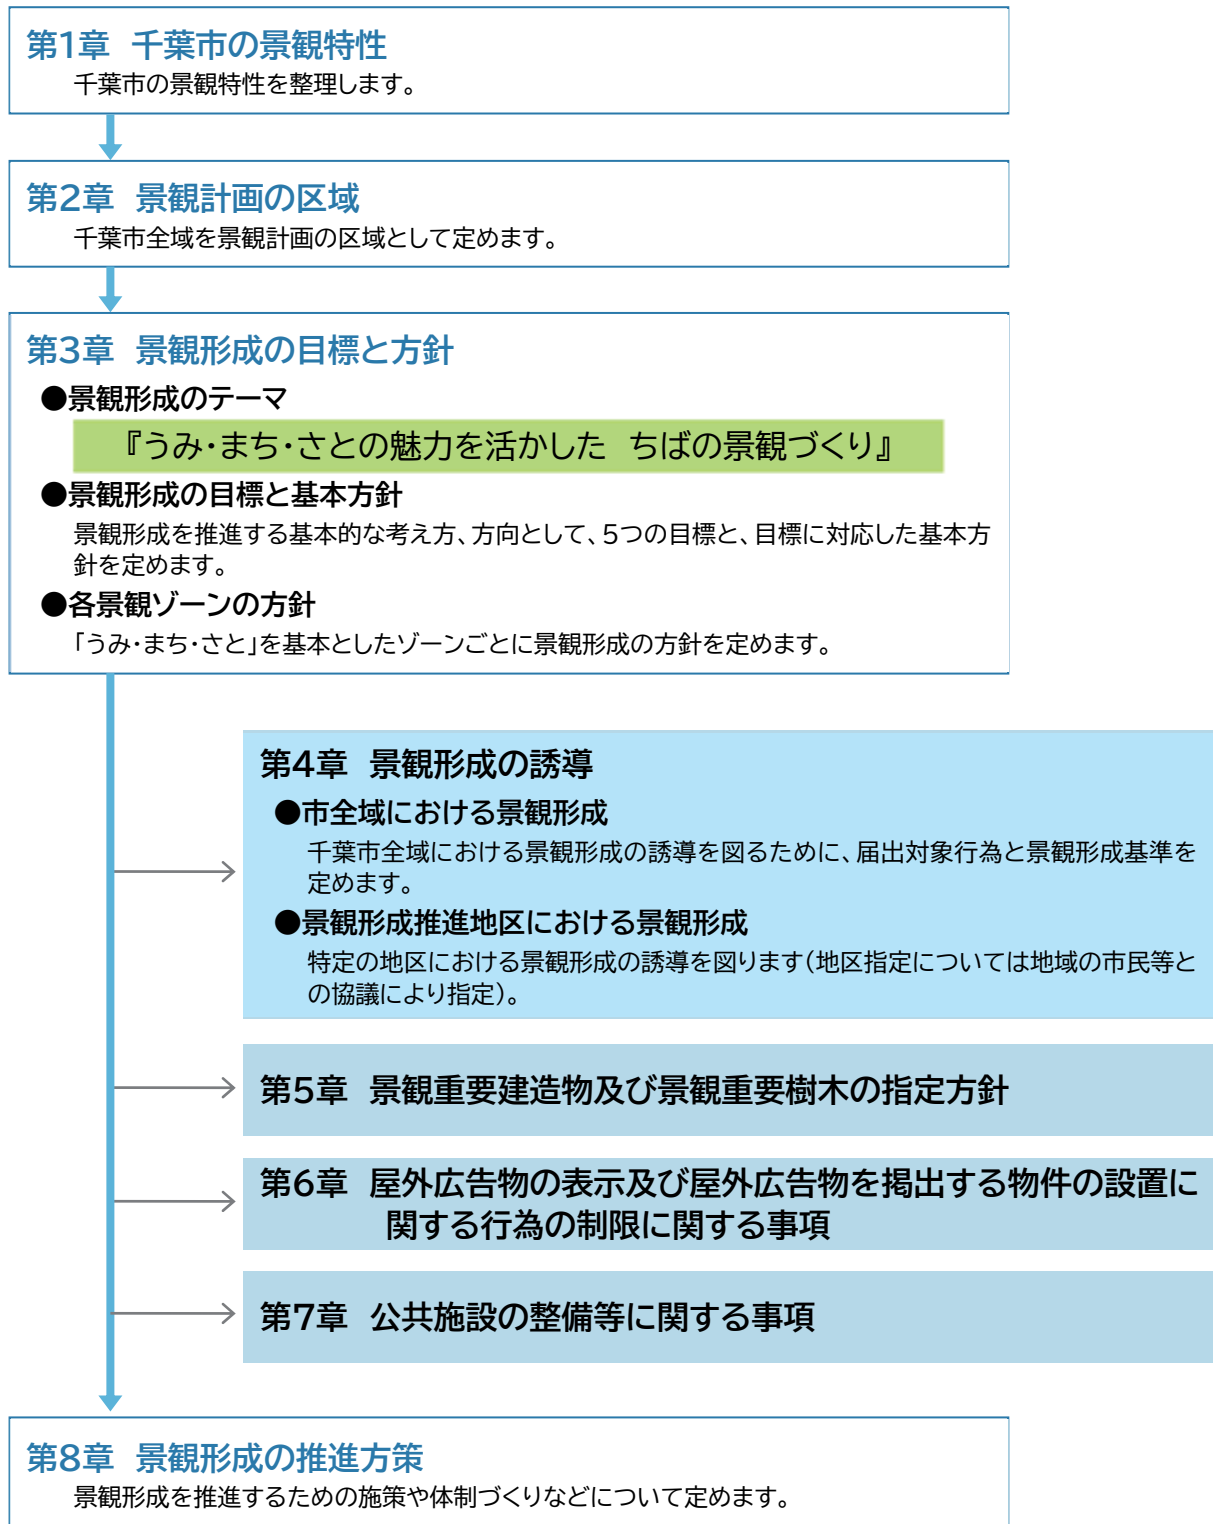 第1章　千葉市の景観特性
千葉市の景観特性を整理します。
第2章　景観計画の区域
千葉市全域を景観計画の区域として定めます。
第3章　景観形成の目標と方針
●景観形成のテーマ
『うみ・まち・さとの魅力を活かした　ちばの景観づくり』
●景観形成の目標と基本方針
景観形成を推進する基本的な考え方、方向として、5つの目標と、目標に対応した基本方
針を定めます。
●各景観ゾーンの方針
「うみ・まち・さと」を基本としたゾーンごとに景観形成の方針を定めます。
第4章　景観形成の誘導
●市全域における景観形成
千葉市全域における景観形成の誘導を図るために、届出対象行為と景観形成基準を
定めます。
●景観形成推進地区における景観形成
特定の地区における景観形成の誘導を図ります（地区指定については地域の市民等と
の協議により指定）。
第5章　景観重要建造物及び景観重要樹木の指定方針
第6章　屋外広告物の表示及び屋外広告物を掲出する物件の設置に
関する行為の制限に関する事項
第7章　公共施設の整備等に関する事項
第8章　景観形成の推進方策
景観形成を推進するための施策や体制づくりなどについて定めます。